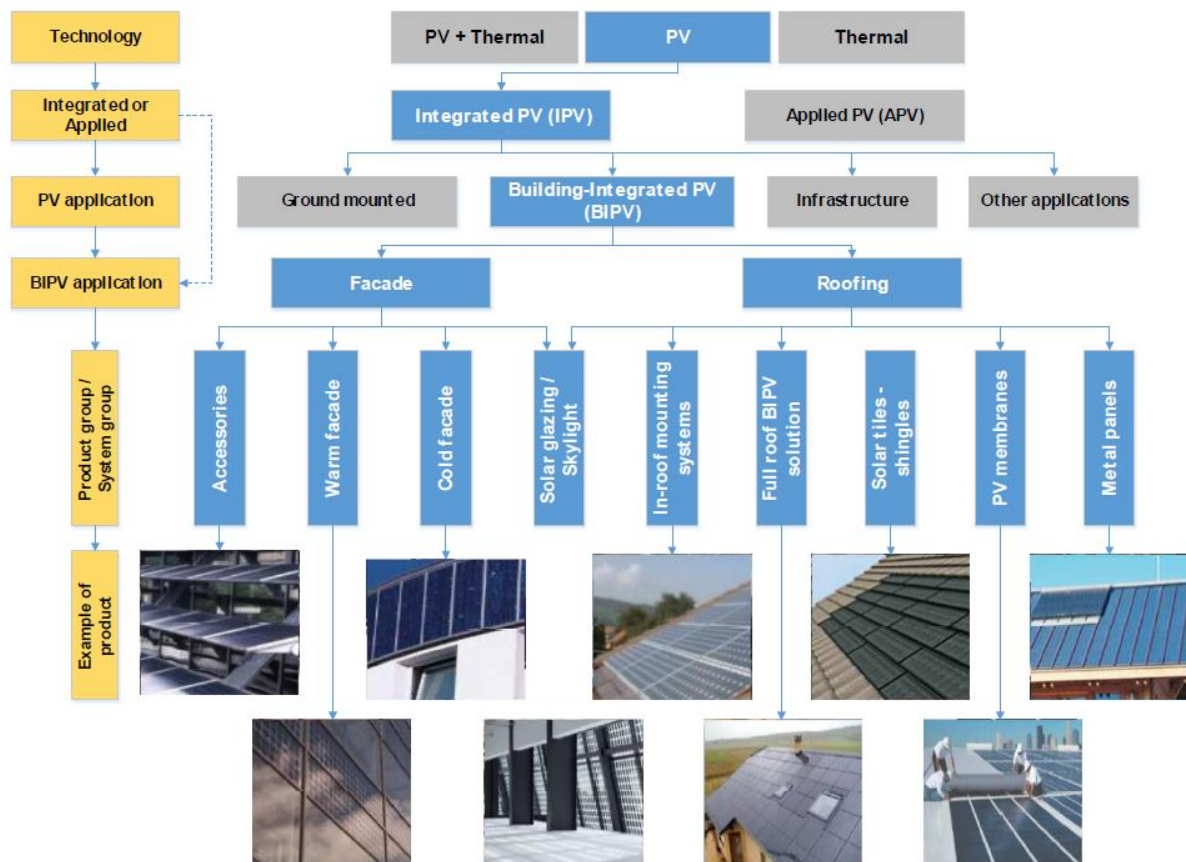 Technology
PV + Thermal
PV
Thermal
Integrated or
Applied
Integrated PV (IPV)
Applied PV (APV)
PV application
Ground mounted
Building-Integrated PV
(BIPV)
Infrastructure
Other applications
BIPV application
Facade
Roofing
Product group /
System group
Accessories
Warm facade
Cold facade
Solar glazing /
Skylight
In-roof mounting
systems
Full roof BIPV
solution
Solar tiles -
shingles
PV membranes
Metal panels
Example of
product